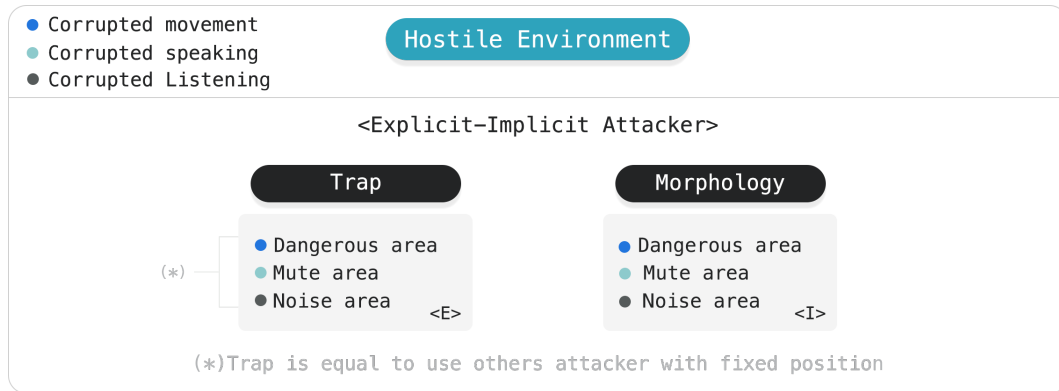 Corrupted movement
Corrupted speaking
Corrupted Listening
Hostile Environment
<Explicit-Implicit Attacker>
Trap
Dangerous area
Mute area
Noise area
<E>
(*)
Morphology
Dangerous area
Mute area
Noise area
<I>
(*)Trap is equal to use others attacker with fixed position